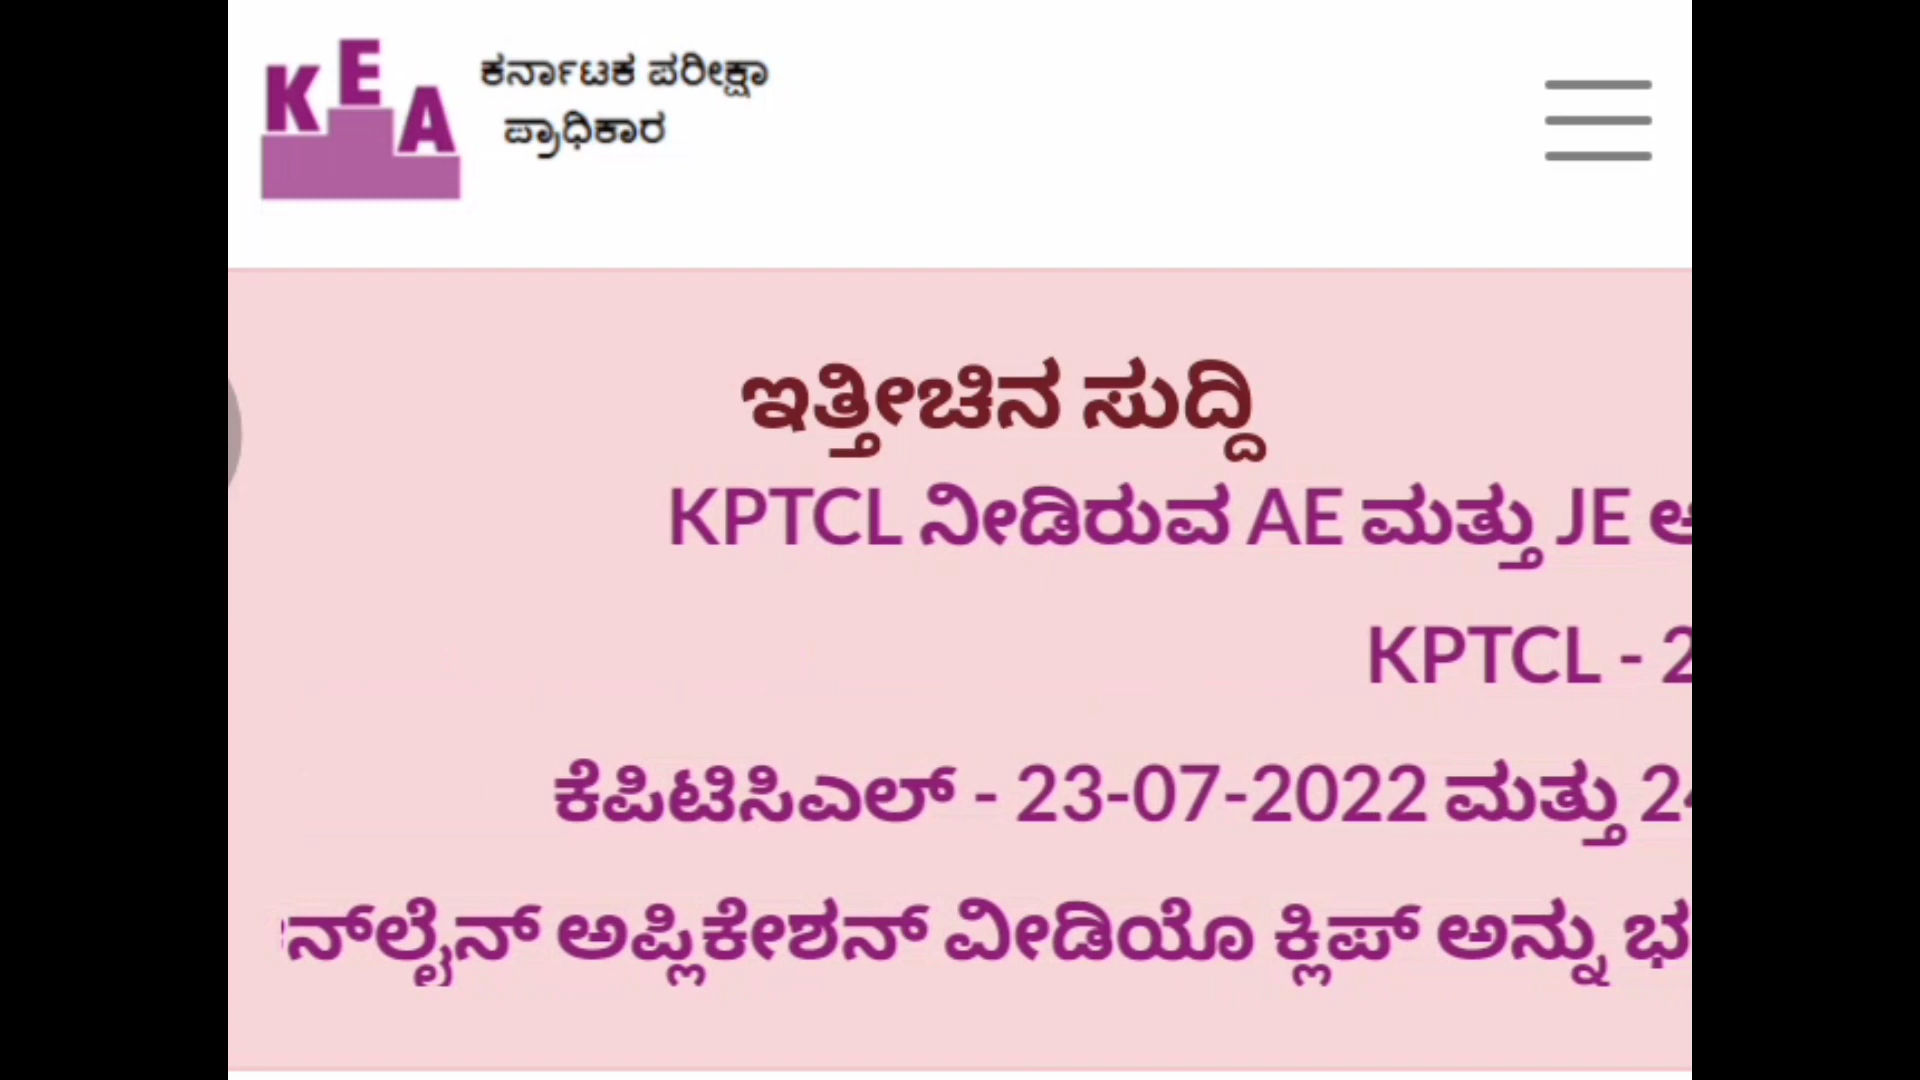 KEA
ಕರ್ನಾಟಕ ಪರೀಕ್ಷಾ
ಪ್ರಾಧಿಕಾರ
ಇತ್ತೀಚಿನ ಸುದ್ದಿ
KPTCL ನೀಡಿರುವ AE ಮತ್ತು JE
KPTCL -
ಕೆಪಿಟಿಸಿಎಲ್ - 23-07-2022 ಮತ್ತು
ಅಪ್ಲಿಕೇಶನ್ ವೀಡಿಯೊ ಕ್ಲಿಪ್ ಅನ್ನು